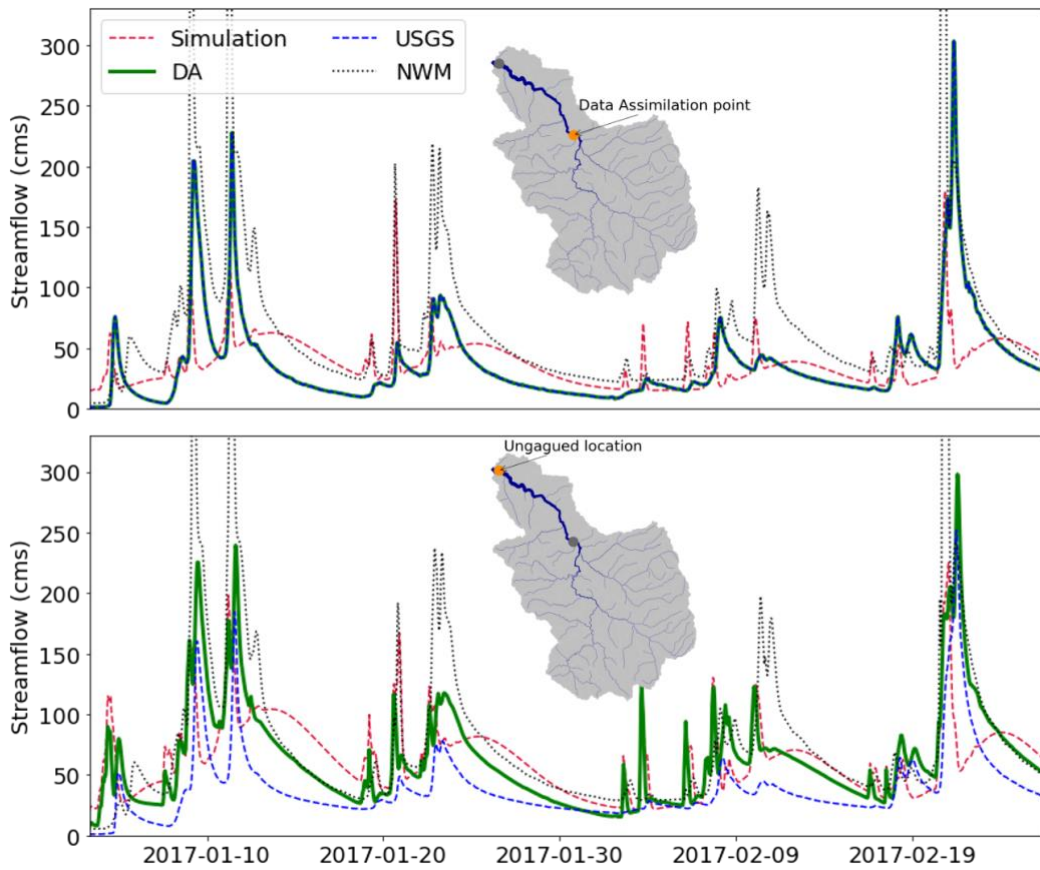 Simulation
DA
USGS
NWM
Data Assimilation point
Streamflow (cms)
300
250
200
150
100
50
0
Ungagued location
Streamflow (cms)
300
250
200
150
100
50
0
2017-01-10 2017-01-20 2017-01-30 2017-02-09 2017-02-19